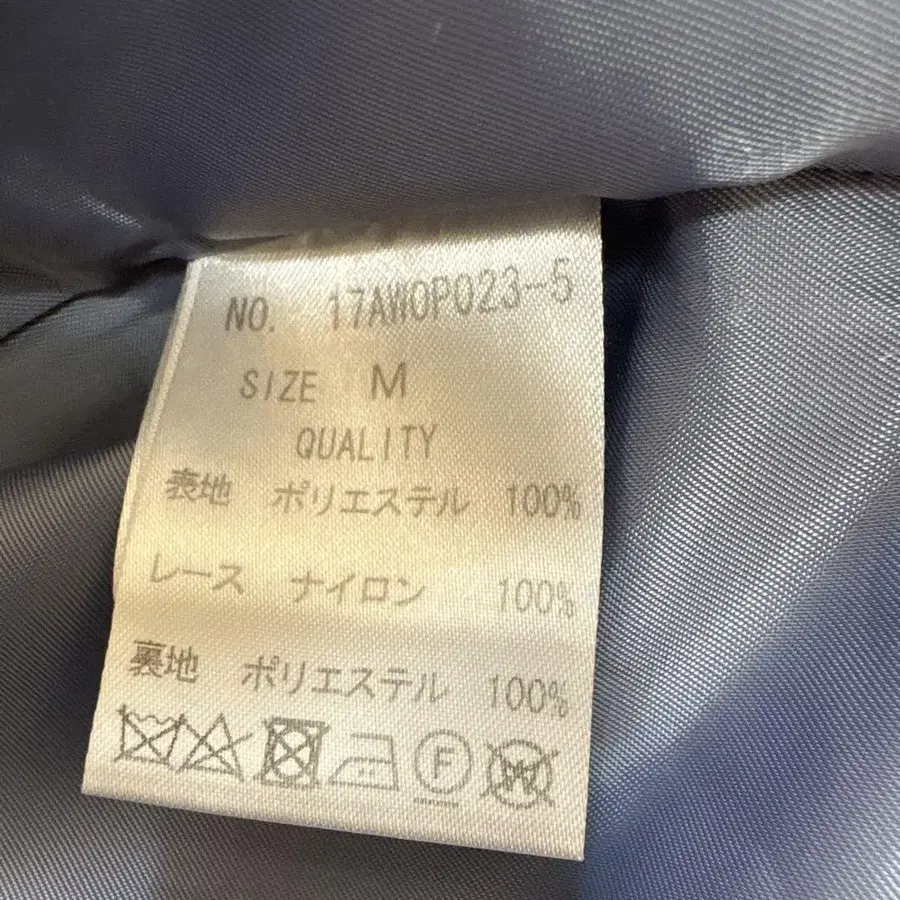 NO. 17AWOP023-5
SIZE M
QUALITY
表地 ポリエステル 100%
レース ナイロン 100%
裏地 ポリエステル 100%
F W